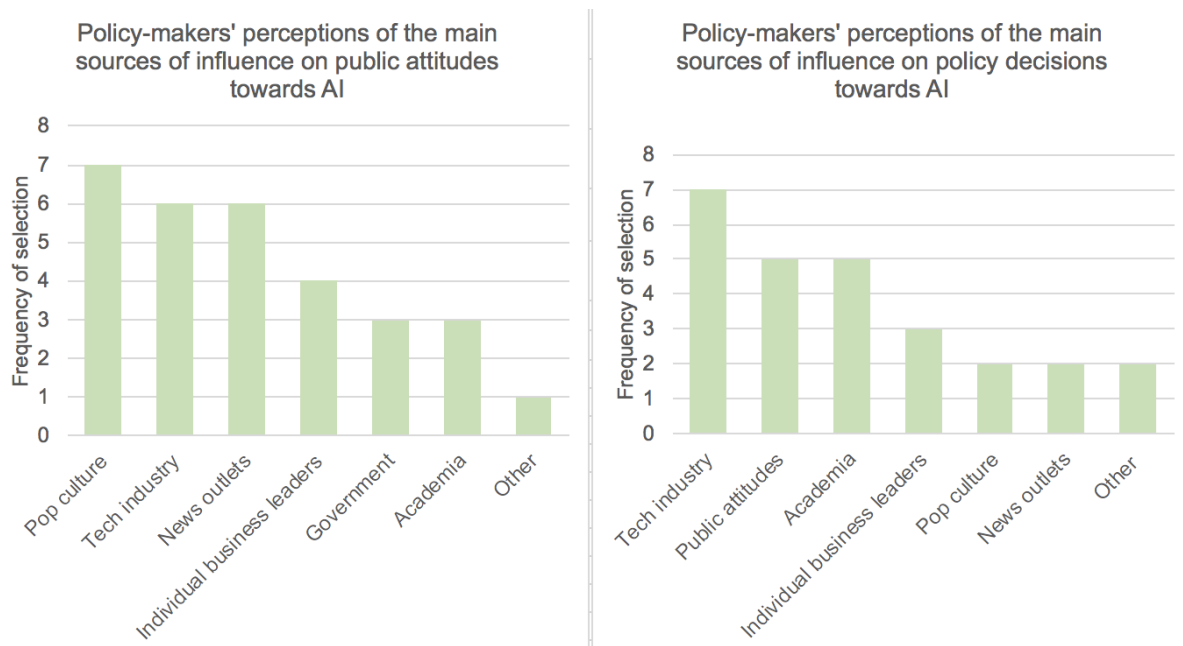 Policy-makers' perceptions of the main
sources of influence on public attitudes
towards AI
8
7
6
5
4
3
2
1
0
Frequency of selection
Pop culture
Tech industry
News outlets
Individual business leaders
Government
Academia
Other
Policy-makers' perceptions of the main
sources of influence on policy decisions
towards AI
8
7
6
5
4
3
2
1
0
Frequency of selection
Tech industry
Public attitudes
Academia
Individual business leaders
Pop culture
News outlets
Other